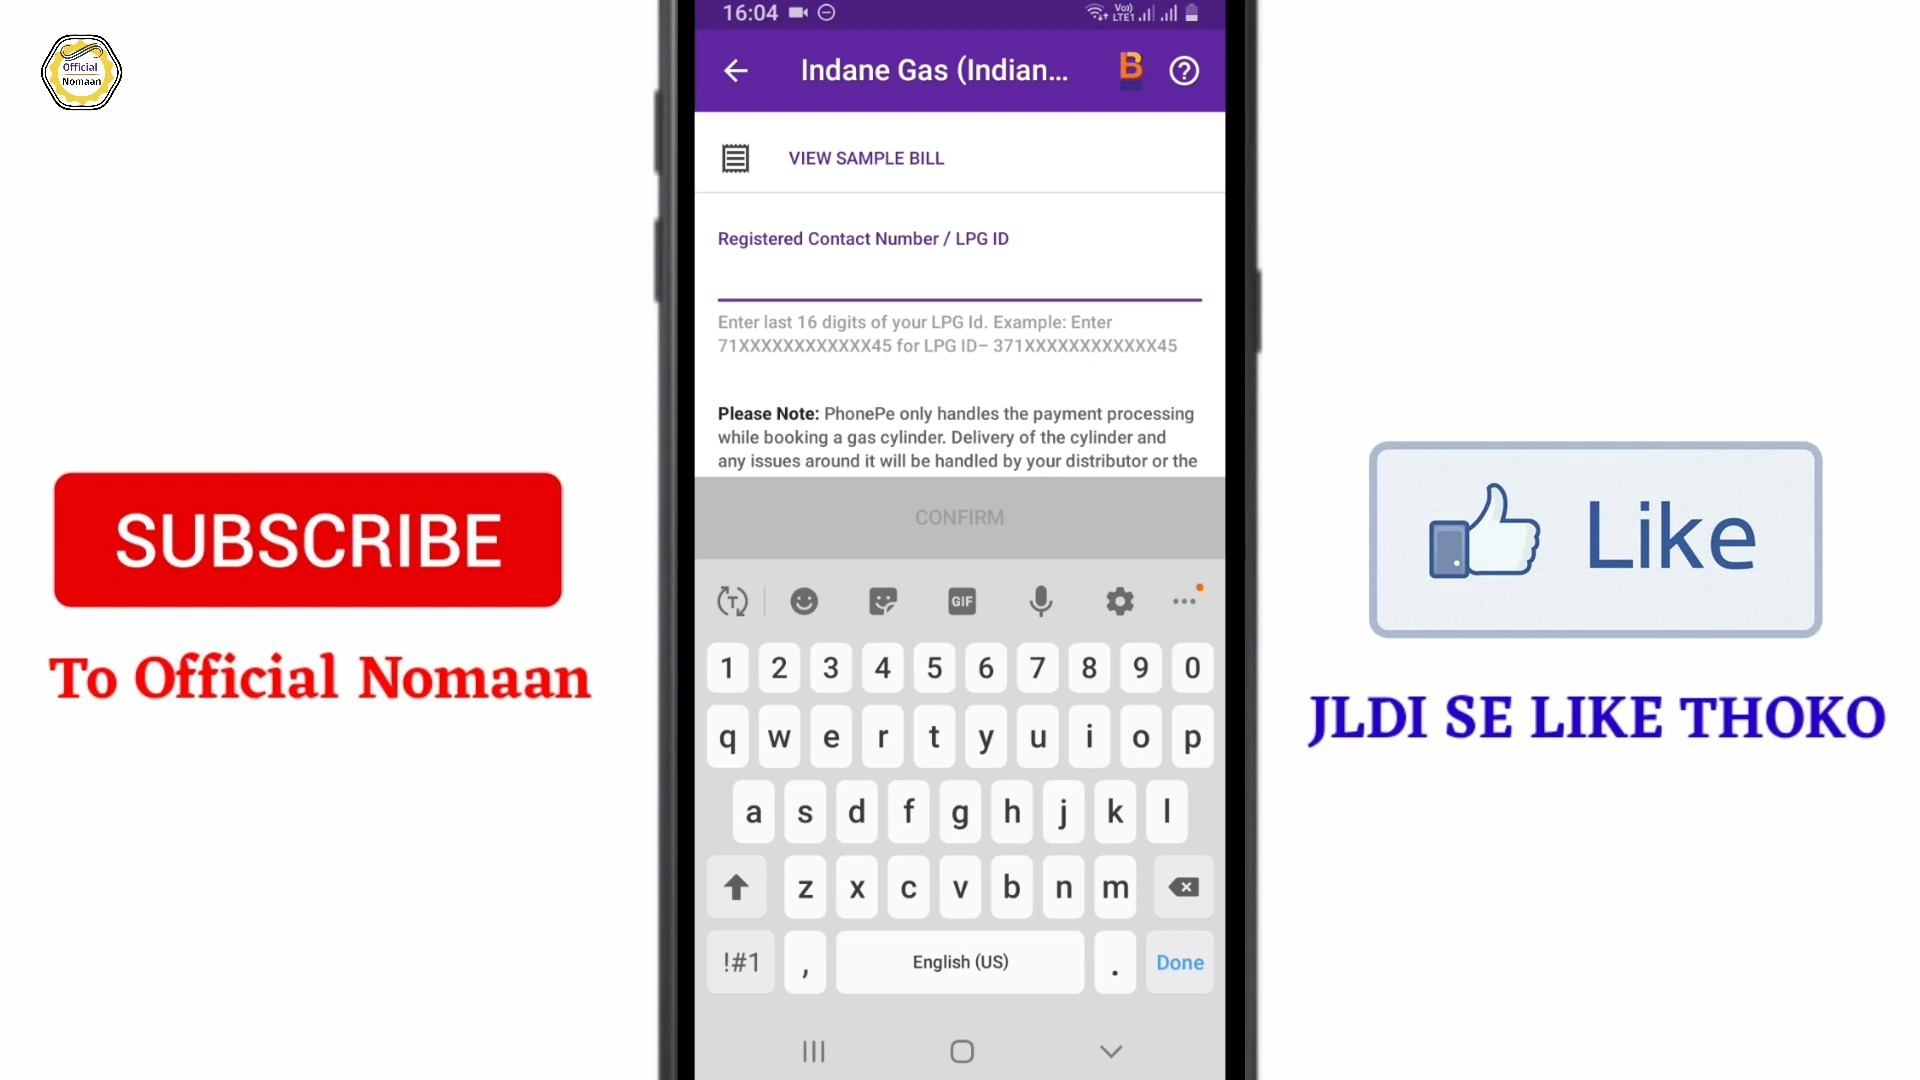 Official
Nomaan
16:04
Vo))
LTE1
Indane Gas (Indian...
B
VIEW SAMPLE BILL
Registered Contact Number / LPG ID
Enter last 16 digits of your LPG Id. Example: Enter
71XXXXXXXXXXXX45 for LPG ID– 371XXXXXXXXXXXX45
Please Note: PhonePe only handles the payment processing
while booking a gas cylinder. Delivery of the cylinder and
any issues around it will be handled by your distributor or the
CONFIRM
GIF
1 2 3 4 5 6 7 8 9 0
q w e r t y u i o p
a s d f g h j k l
z x c v b n m
!#1 , English (US) . Done
SUBSCRIBE
To Official Nomaan
Like
JLDI SE LIKE THOKO